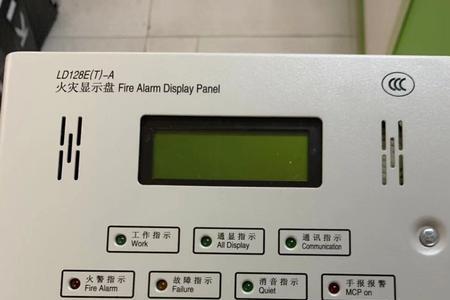 LD128E(T)-A
火灾显示盘 Fire Alarm Display Panel
CCC
工作指示
Work
通显指示
All Display
通讯指示
Communication
火警指示
Fire Alarm
故障指示
Failure
消音指示
Quiet
手报报警
MCP on